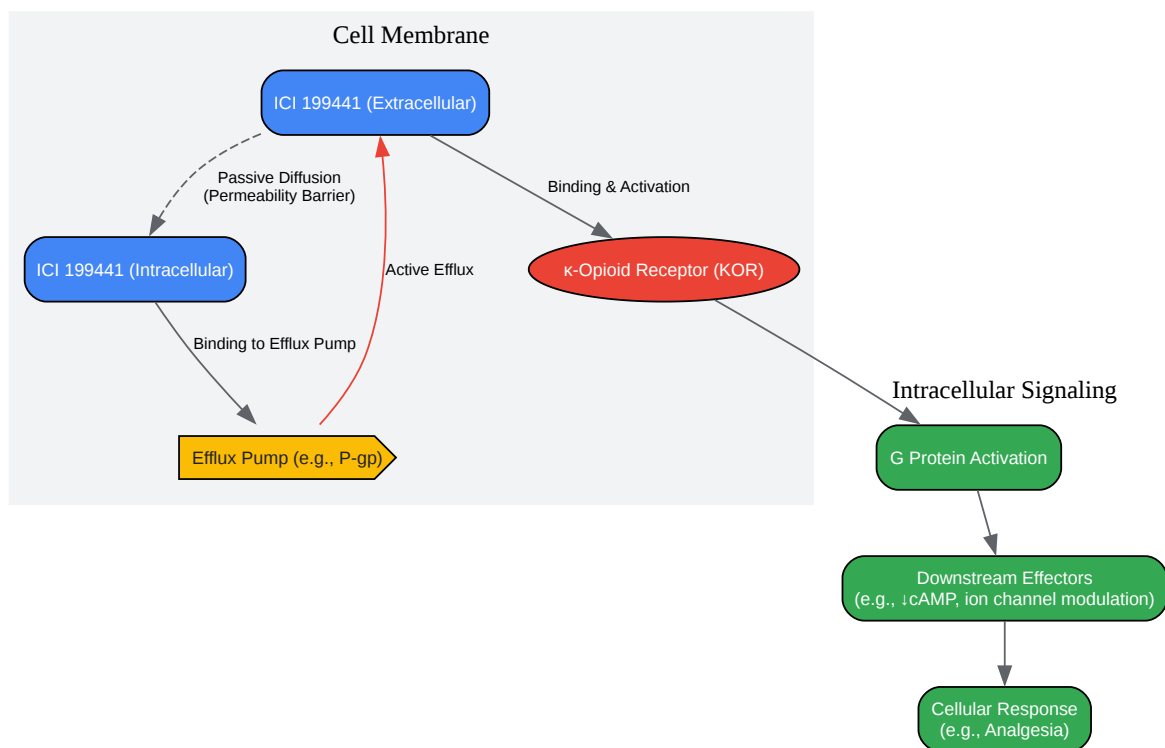 Cell Membrane
ICI 199441 (Extracellular)
Passive Diffusion
(Permeability Barrier)
Binding & Activation
ICI 199441 (Intracellular)
Active Efflux
κ-Opioid Receptor (KOR)
Binding to Efflux Pump
Efflux Pump (e.g., P-gp)
Intracellular Signaling
G Protein Activation
Downstream Effectors
(e.g., ↓cAMP, ion channel modulation)
Cellular Response
(e.g., Analgesia)